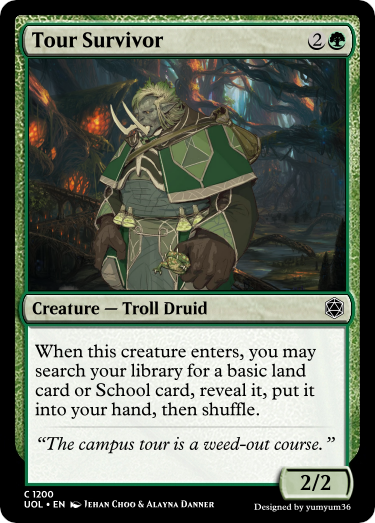 Tour Survivor 2
Creature — Troll Druid
When this creature enters, you may
search your library for a basic land
card or School card, reveal it, put it
into your hand, then shuffle.
“The campus tour is a weed-out course.”
2/2
C 1200
UOL • EN Jehan Choo & Alayna Danner
Designed by yumyum36